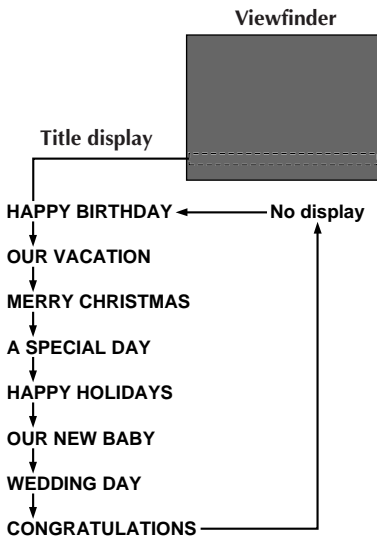 Viewfinder
Title display
HAPPY BIRTHDAY No display
OUR VACATION
MERRY CHRISTMAS
A SPECIAL DAY
HAPPY HOLIDAYS
OUR NEW BABY
WEDDING DAY
CONGRATULATIONS